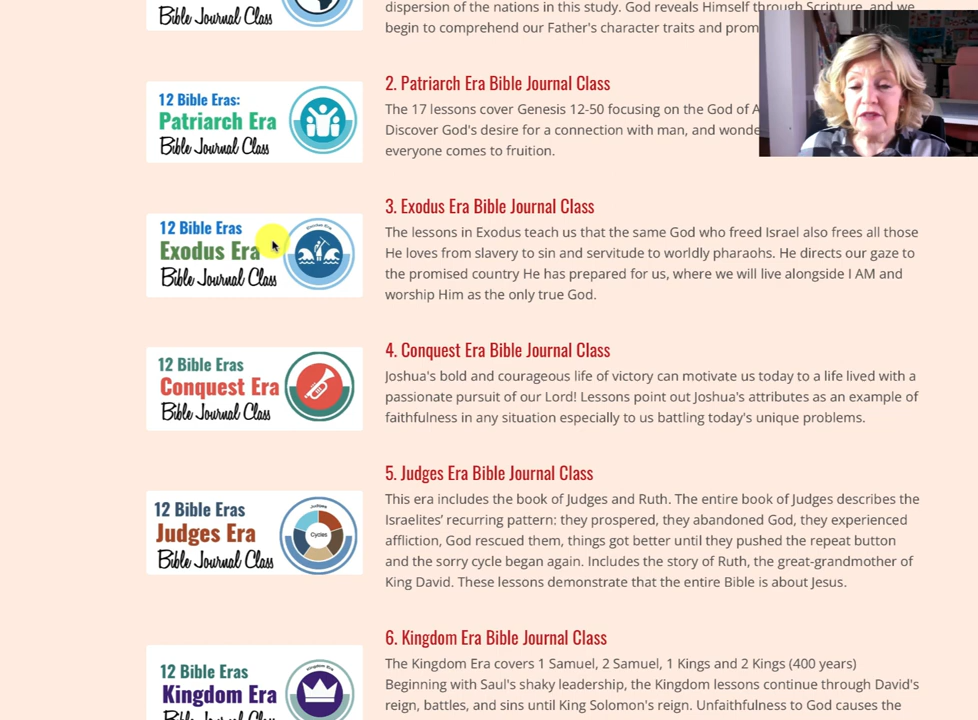 dispersion of the nations in this study. God reveals Himself through Scripture, and we
Bible Journal Class
begin to comprehend our Father's character traits and prom
2. Patriarch Era Bible Journal Class
12 Bible Eras:
Patriarch Era
Bible Journal Class
The 17 lessons cover Genesis 12-50 focusing on the God of A
Discover God's desire for a connection with man, and wonde
everyone comes to fruition.
3. Exodus Era Bible Journal Class
12 Bible Eras
Exodus Era
Bible Journal Class
The lessons in Exodus teach us that the same God who freed Israel also frees all those
He loves from slavery to sin and servitude to worldly pharaohs. He directs our gaze to
the promised country He has prepared for us, where we will live alongside I AM and
worship Him as the only true God.
4. Conquest Era Bible Journal Class
12 Bible Eras
Conquest Era
Bible Journal Class
Joshua's bold and courageous life of victory can motivate us today to a life lived with a
passionate pursuit of our Lord! Lessons point out Joshua's attributes as an example of
faithfulness in any situation especially to us battling today's unique problems.
5. Judges Era Bible Journal Class
12 Bible Eras
Judges Era
Bible Journal Class
Cycles
This era includes the book of Judges and Ruth. The entire book of Judges describes the
Israelites’ recurring pattern: they prospered, they abandoned God, they experienced
affliction, God rescued them, things got better until they pushed the repeat button
and the sorry cycle began again. Includes the story of Ruth, the great-grandmother of
King David. These lessons demonstrate that the entire Bible is about Jesus.
6. Kingdom Era Bible Journal Class
12 Bible Eras
Kingdom Era
Bible Journal Class
Kingdom Era
The Kingdom Era covers 1 Samuel, 2 Samuel, 1 Kings and 2 Kings (400 years)
Beginning with Saul's shaky leadership, the Kingdom lessons continue through David's
reign, battles, and sins until King Solomon's reign. Unfaithfulness to God causes the